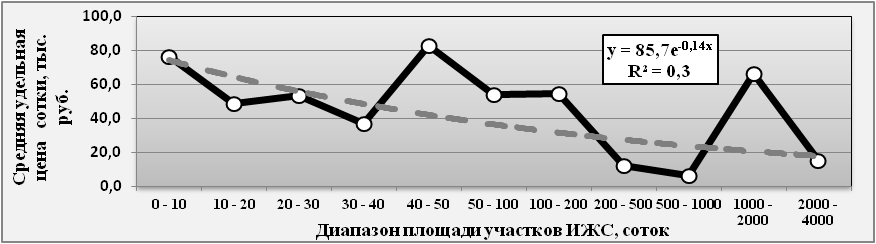 Средняя удельная
цена сотки, тыс.
руб.
100,0
80,0
60,0
40,0
20,0
0,0
y = 85,7e-0,14x
R² = 0,3
0 - 10
10 - 20
20 - 30
30 - 40
40 - 50
50 -100
100 - 200
200 - 500
500 -1000
1000 -
2000
2000 -
4000
Диапазон площади участков ИЖС, соток